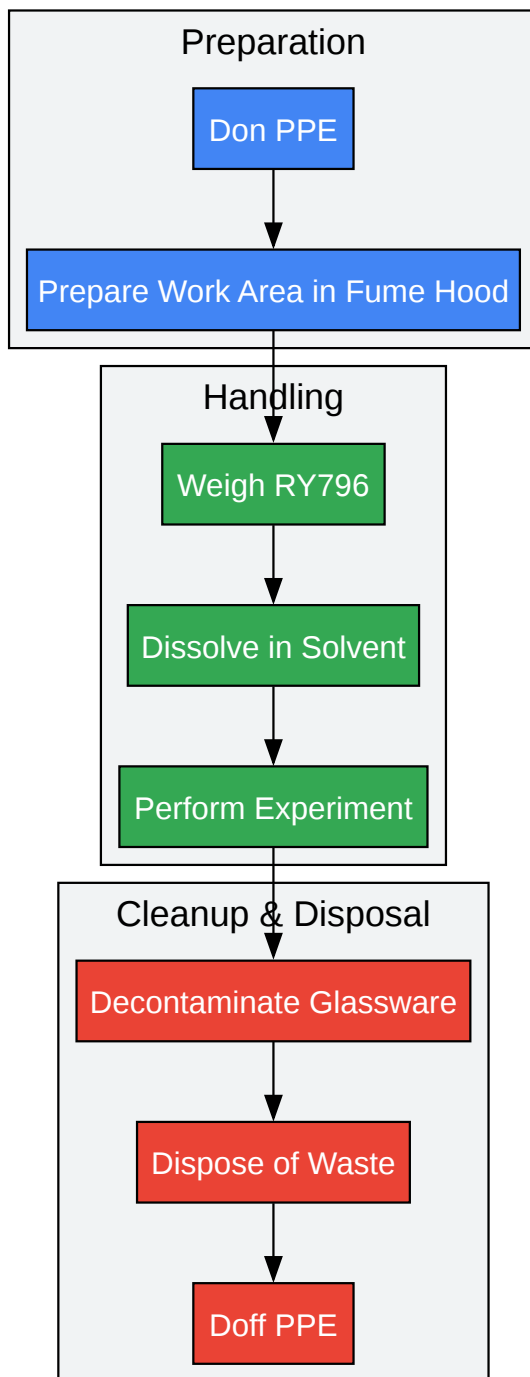 Preparation
Don PPE
Prepare Work Area in Fume Hood
Handling
Weigh RY796
Dissolve in Solvent
Perform Experiment
Cleanup & Disposal
Decontaminate Glassware
Dispose of Waste
Doff PPE